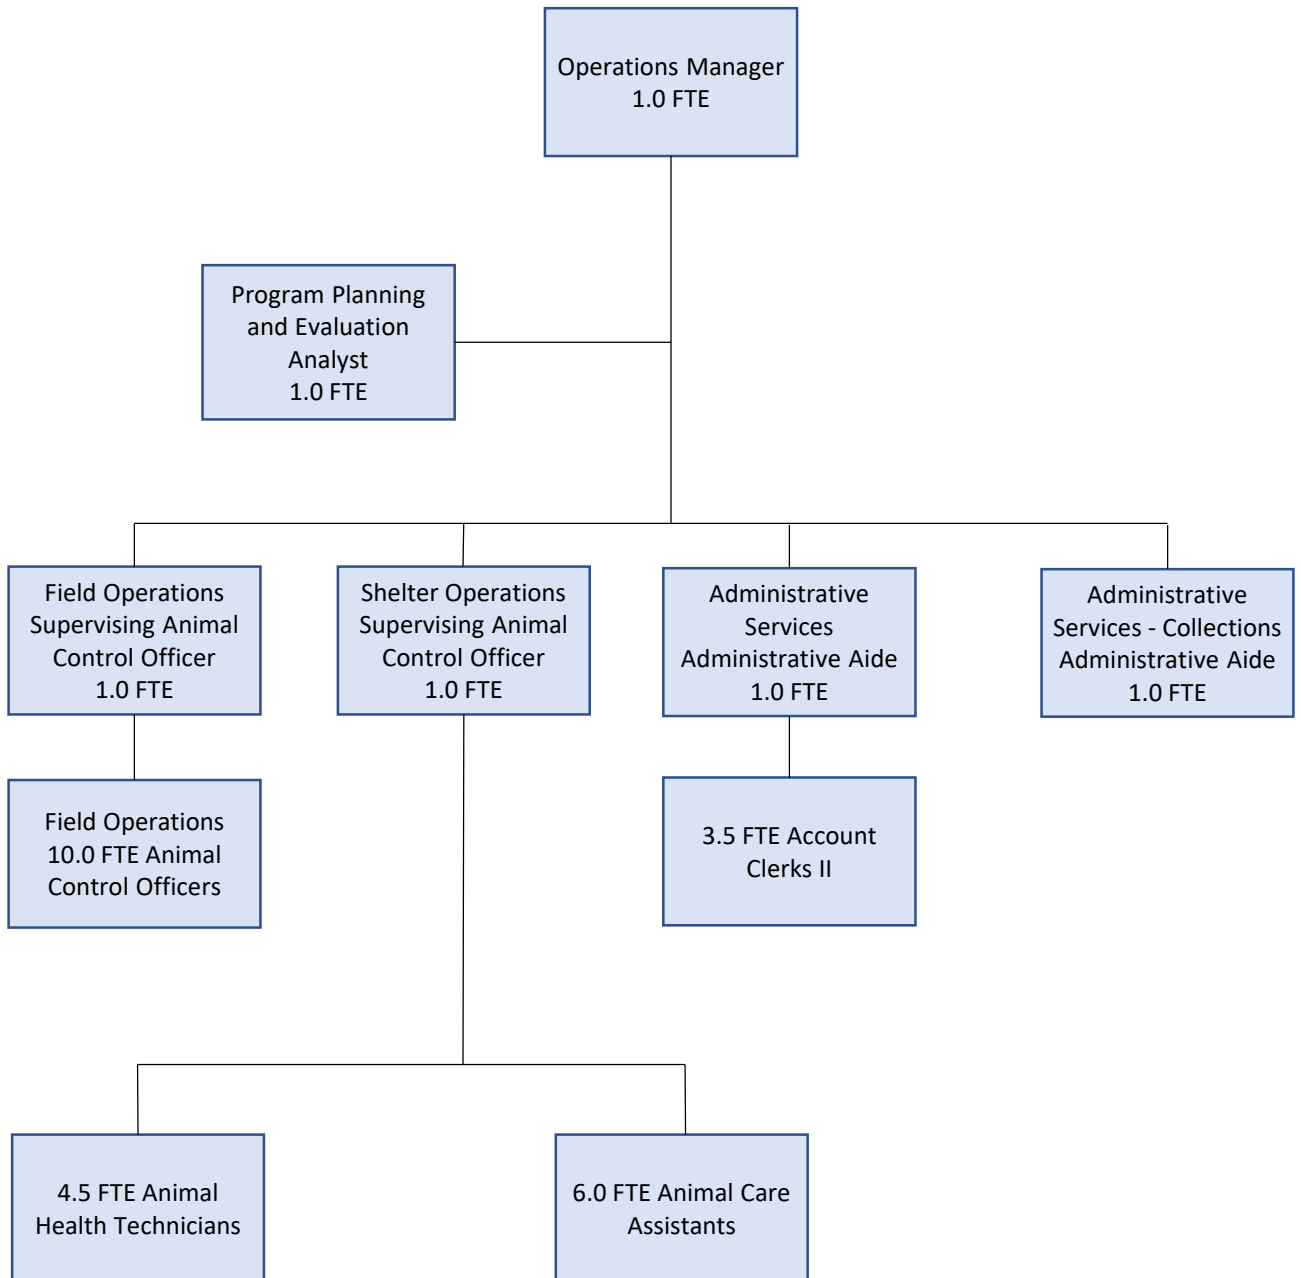 Operations Manager
1.0 FTE
Program Planning
and Evaluation
Analyst
1.0 FTE
Field Operations
Supervising Animal
Control Officer
1.0 FTE
Shelter Operations
Supervising Animal
Control Officer
1.0 FTE
Administrative
Services
Administrative Aide
1.0 FTE
Administrative
Services - Collections
Administrative Aide
1.0 FTE
Field Operations
10.0 FTE Animal
Control Officers
3.5 FTE Account
Clerks II
4.5 FTE Animal
Health Technicians
6.0 FTE Animal Care
Assistants